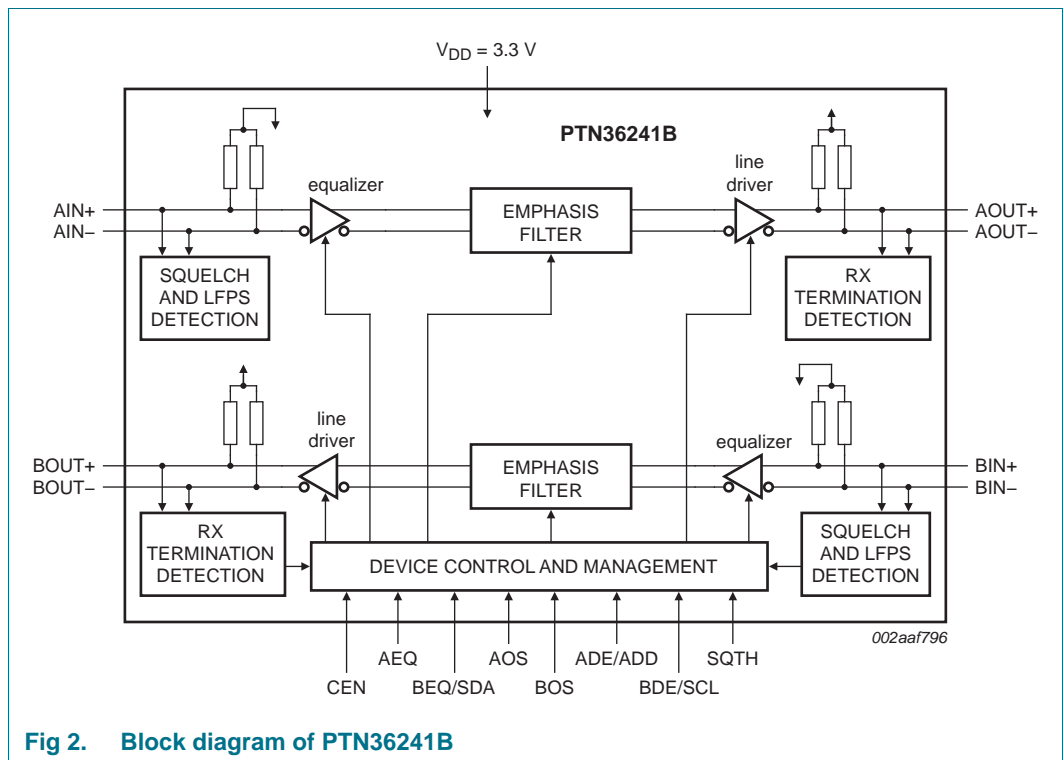 VDD = 3.3 V
PTN36241B
equalizer
line
driver
AIN+
AIN−
EMPHASIS
FILTER
AOUT+
AOUT−
SQUELCH
AND LFPS
DETECTION
RX
TERMINATION
DETECTION
line
driver
equalizer
BOUT+
BOUT−
EMPHASIS
FILTER
BIN+
BIN−
RX
TERMINATION
DETECTION
DEVICE CONTROL AND MANAGEMENT
SQUELCH
AND LFPS
DETECTION
002aaf796
AEQ
AOS
ADE/ADD
SQTH
CEN
BEQ/SDA
BOS
BDE/SCL
Fig 2. Block diagram of PTN36241B